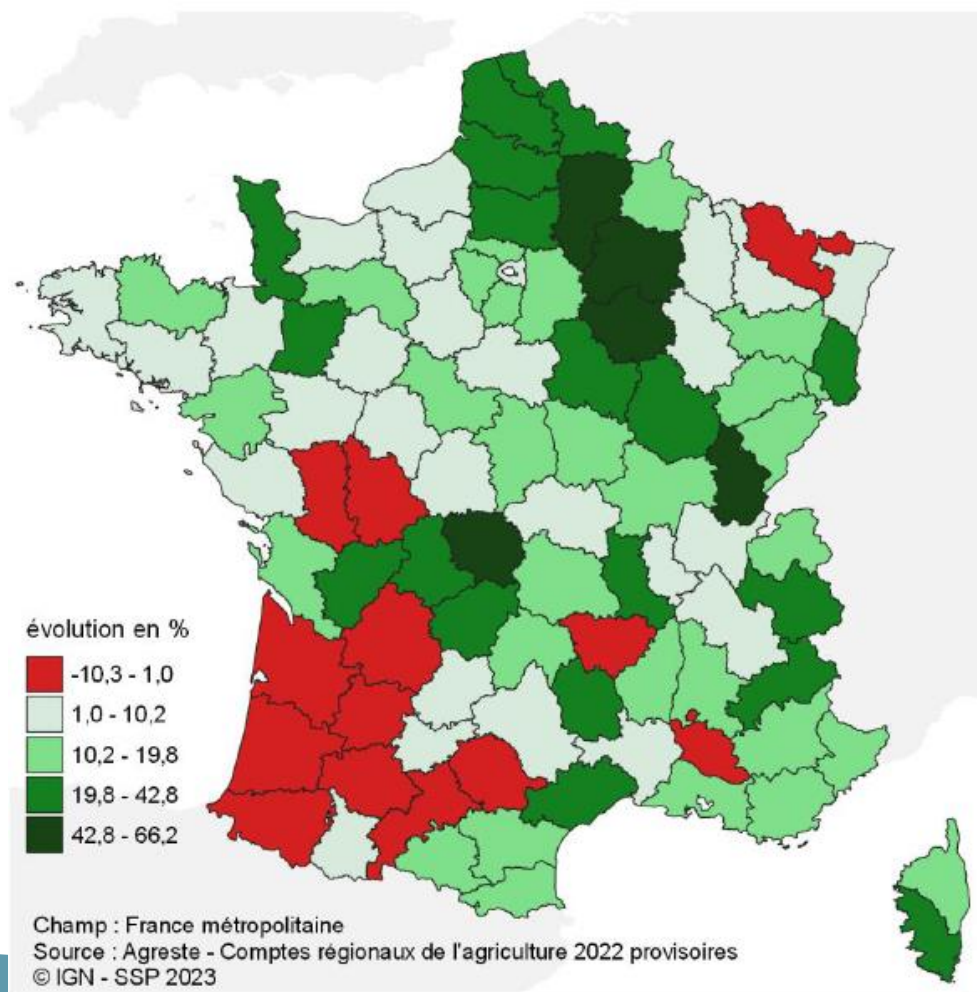 évolution en %
-10,3 - 1,0
1,0 - 10,2
10,2 - 19,8
19,8 - 42,8
42,8 - 66,2
Champ : France métropolitaine
Source : Agreste - Comptes régionaux de l'agriculture 2022 provisoires
© IGN - SSP 2023